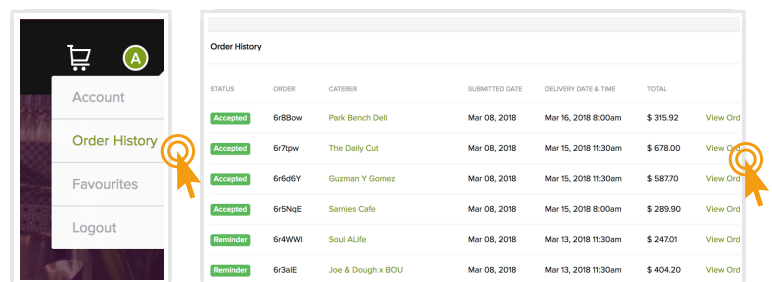 A
Account
Order History
Favourites
Logout
Order History
STATUS ORDER CATERER SUBMITTED DATE DELIVERY DATE & TIME TOTAL
Accepted 6r8Bow Park Bench Deli Mar 08, 2018 Mar 16, 2018 8:00am $ 315.92 View Ord
Accepted 6r7tpw The Daily Cut Mar 08, 2018 Mar 15, 2018 11:30am $ 678.00 View Ord
Accepted 6r6d6Y Guzman Y Gomez Mar 08, 2018 Mar 15, 2018 11:30am $ 587.70 View Ord
Accepted 6r5NqE Samies Cafe Mar 08, 2018 Mar 15, 2018 8:00am $ 289.90 View Ord
Reminder 6r4WWl Soul ALife Mar 08, 2018 Mar 13, 2018 11:30am $ 247.01 View Ord
Reminder 6r3alE Joe & Dough x BOU Mar 08, 2018 Mar 13, 2018 11:30am $ 404.20 View Ord